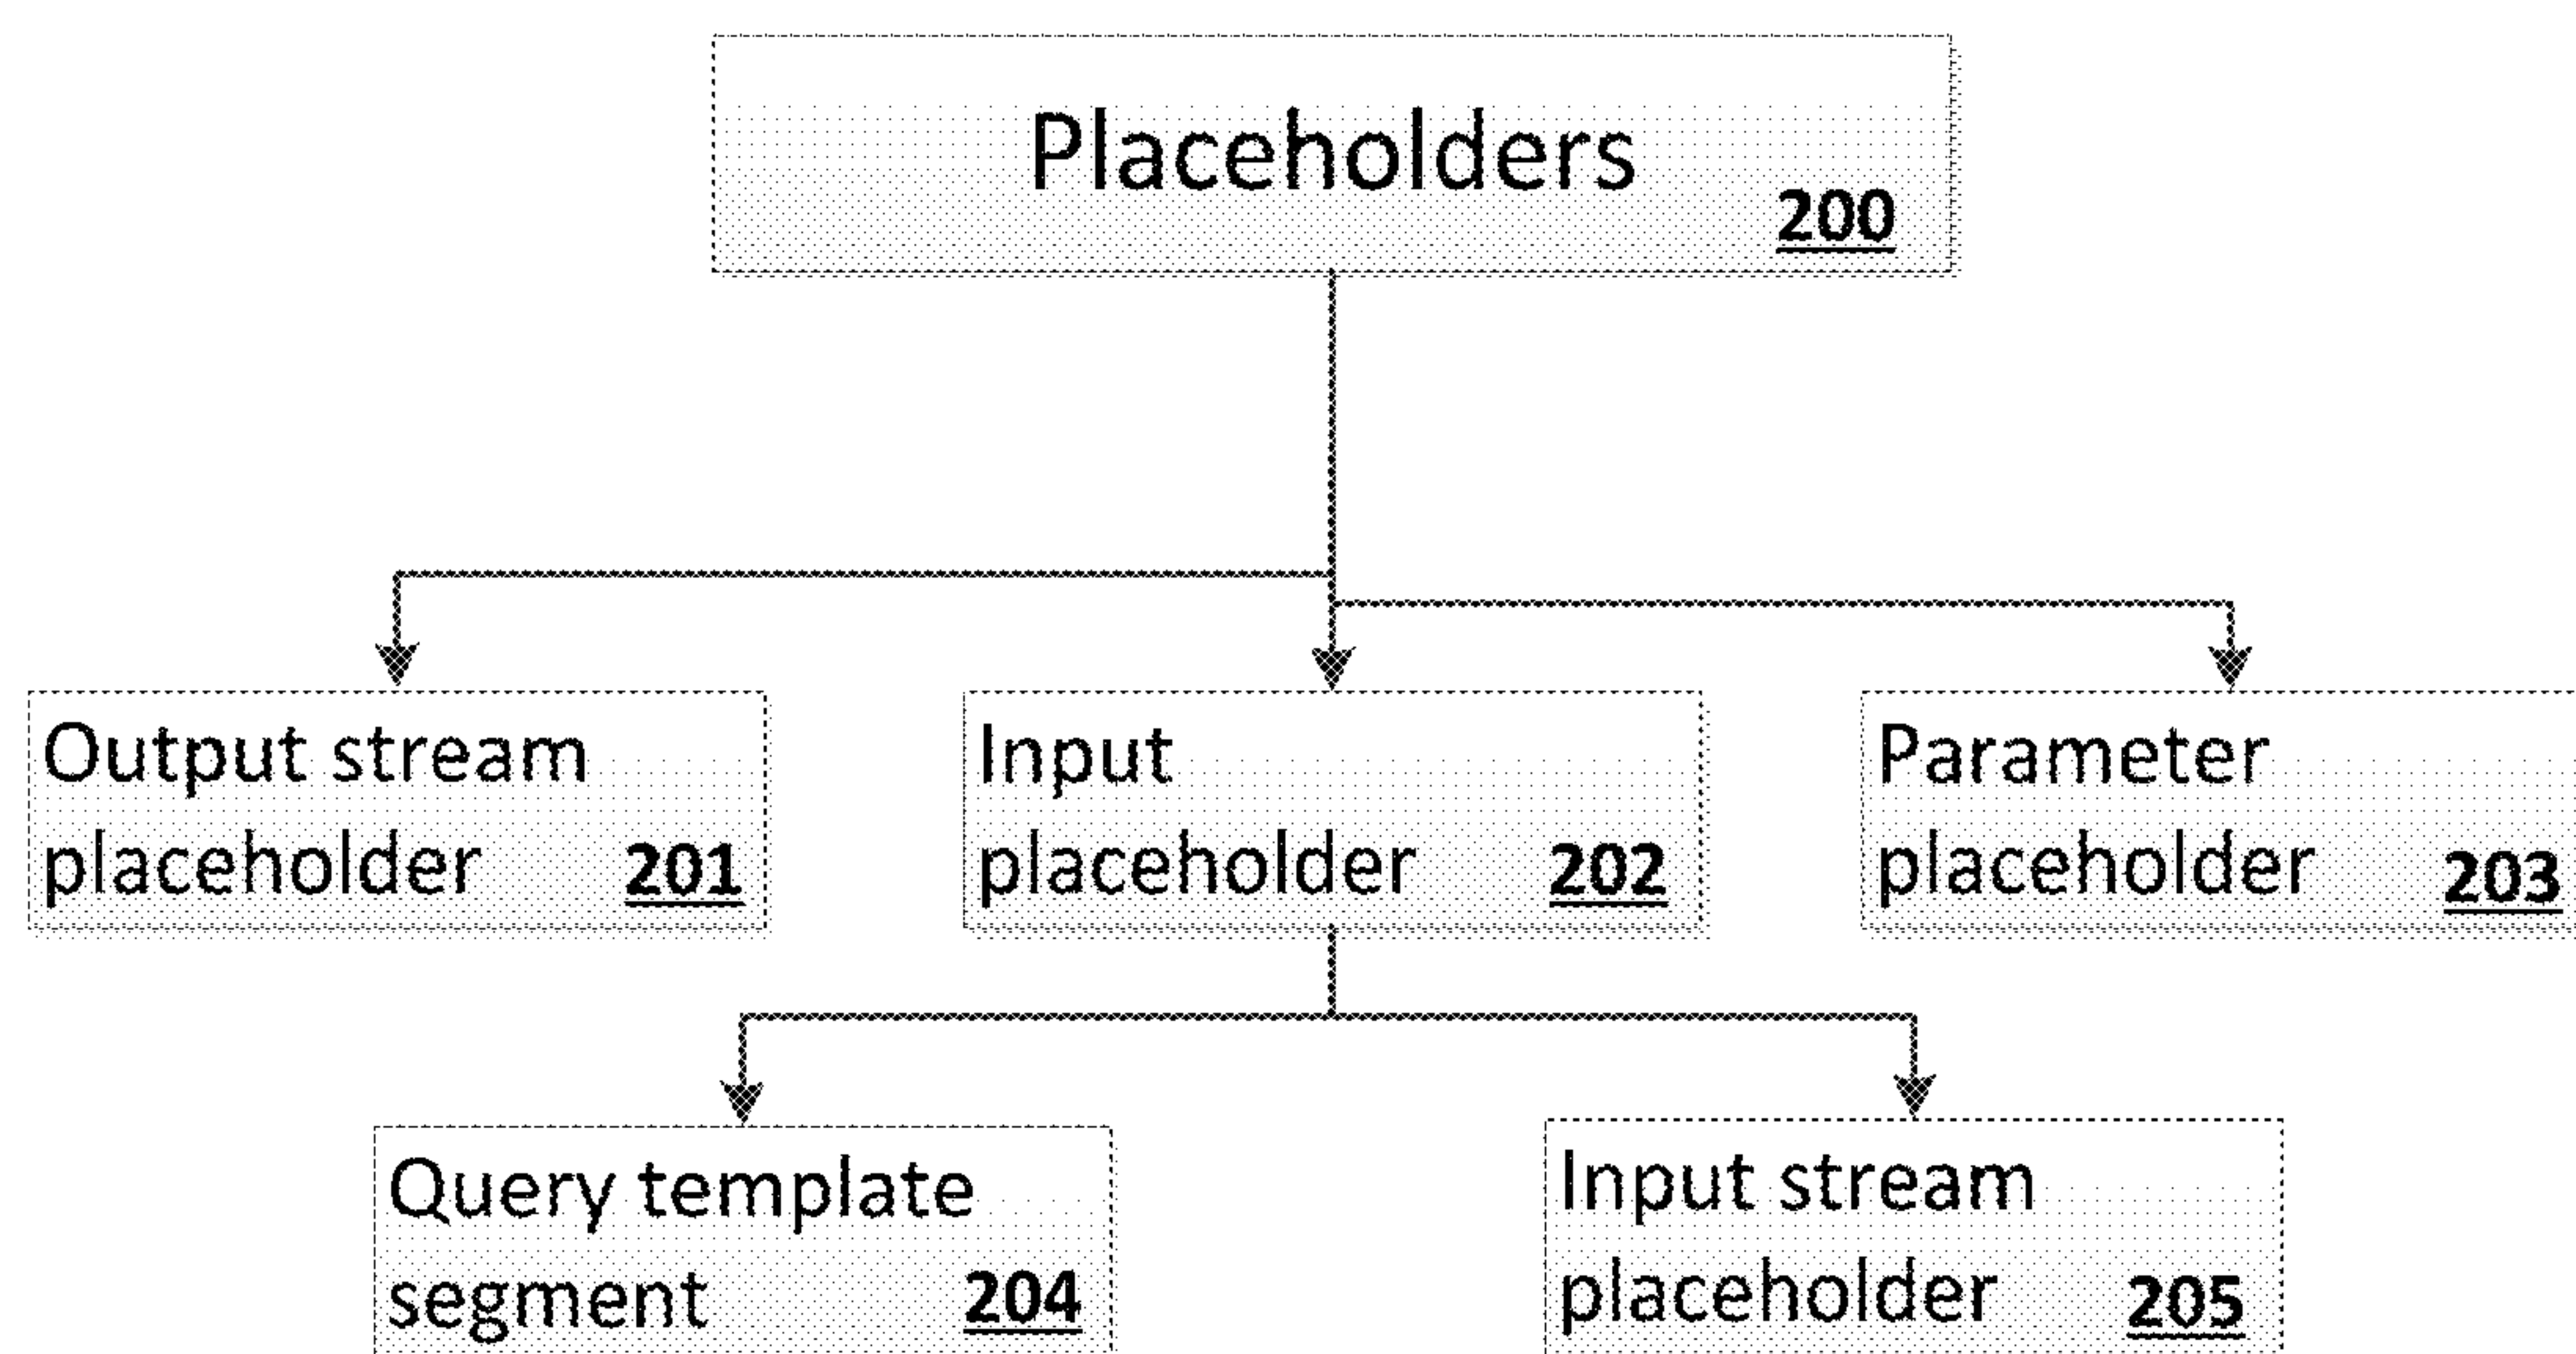 Placeholders
200
Output stream
placeholder 201
Input
placeholder 202
Parameter
placeholder 203
Query template
segment 204
Input stream
placeholder 205